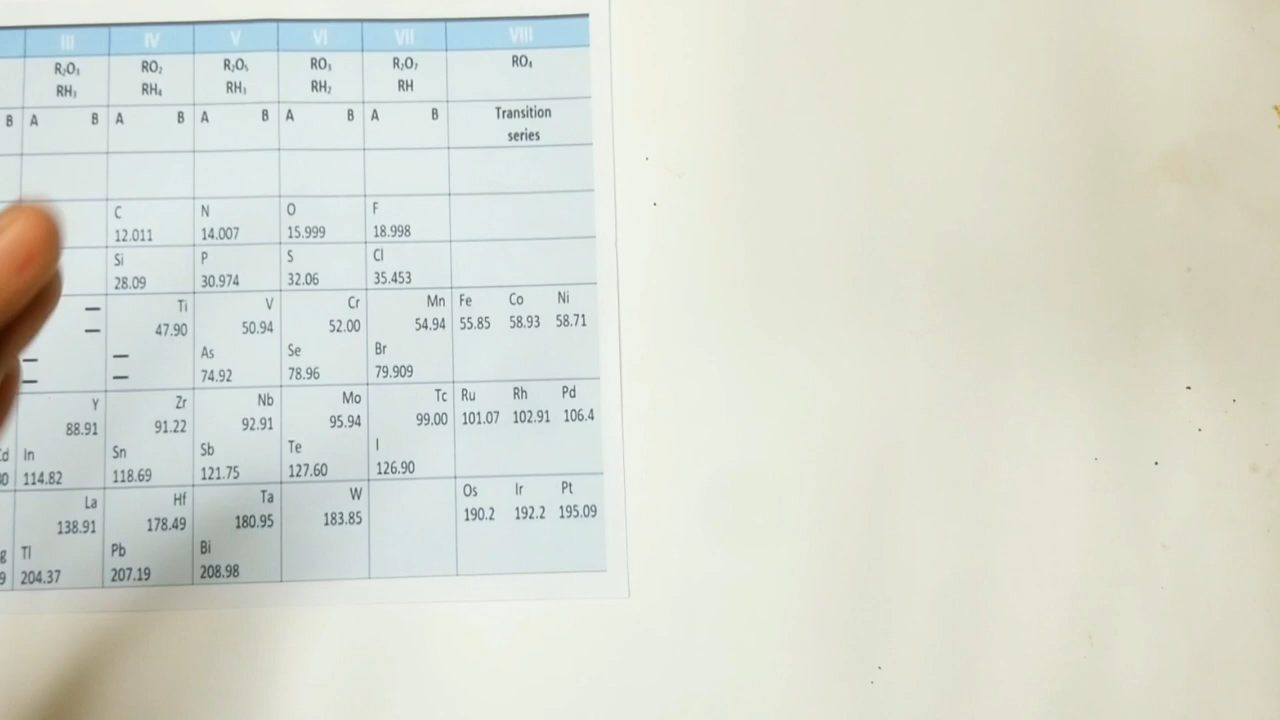 III IV V VI VII VIII
R₂O₃ RO₂ R₂O₅ RO₃ R₂O₇ RO₄
RH₃ RH₄ RH₃ RH₂ RH
B A B A B A B A B A B Transition
series
C N O F
12.011 14.007 15.999 18.998
Si P S Cl
28.09 30.974 32.06 35.453
— Ti V Cr Mn Fe Co Ni
— 47.90 50.94 52.00 54.94 55.85 58.93 58.71
— — As Se Br
— — 74.92 78.96 79.909
Y Zr Nb Mo Tc Ru Rh Pd
88.91 91.22 92.91 95.94 99.00 101.07 102.91 106.4
In Sn Sb Te I
114.82 118.69 121.75 127.60 126.90
La Hf Ta W Os Ir Pt
138.91 178.49 180.95 183.85 190.2 192.2 195.09
Tl Pb Bi
204.37 207.19 208.98